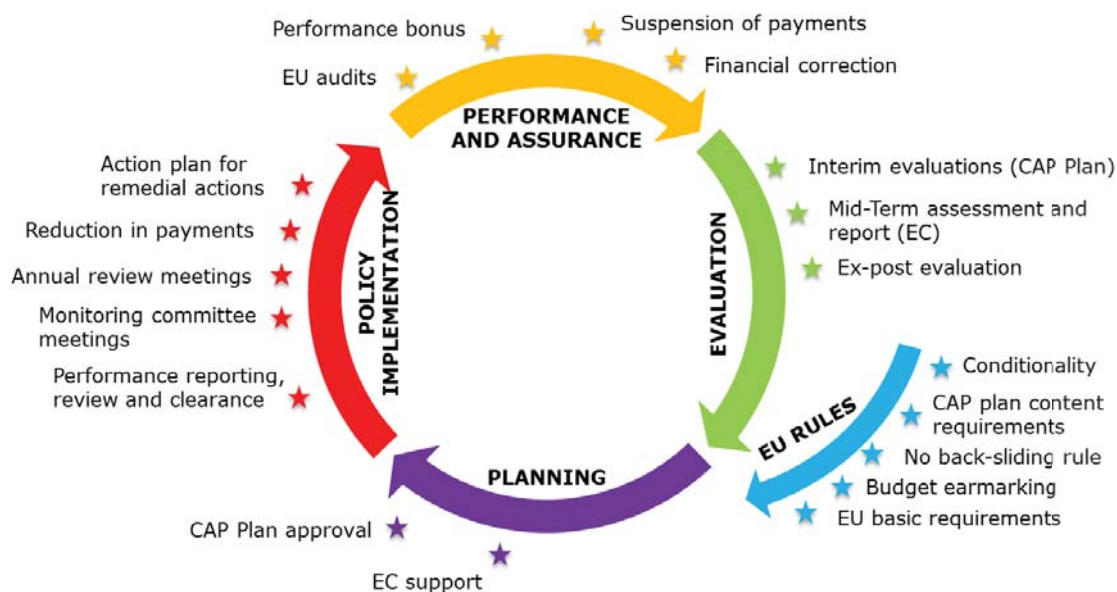 Performance bonus
Suspension of payments
EU audits
Financial correction
PERFORMANCE
AND ASSURANCE
Action plan for
remedial actions
Reduction in payments
Annual review meetings
Monitoring committee
meetings
Performance reporting,
review and clearance
POLICY
IMPLEMENTATION
Interim evaluations (CAP Plan)
Mid-Term assessment and
report (EC)
Ex-post evaluation
EVALUATION
Conditionality
CAP plan content
requirements
No back-sliding rule
Budget earmarking
EU basic requirements
EU RULES
PLANNING
CAP Plan approval
EC support